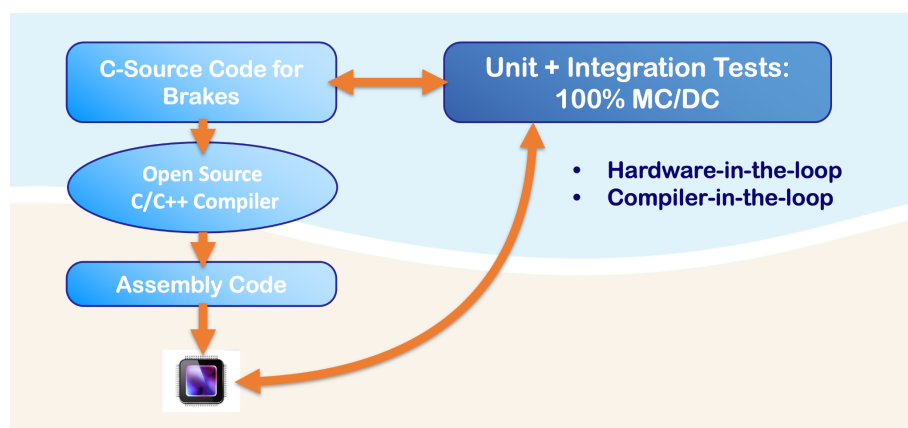 C-Source Code for
Brakes
Unit + Integration Tests:
100% MC/DC
Open Source
C/C++ Compiler
• Hardware-in-the-loop
• Compiler-in-the-loop
Assembly Code